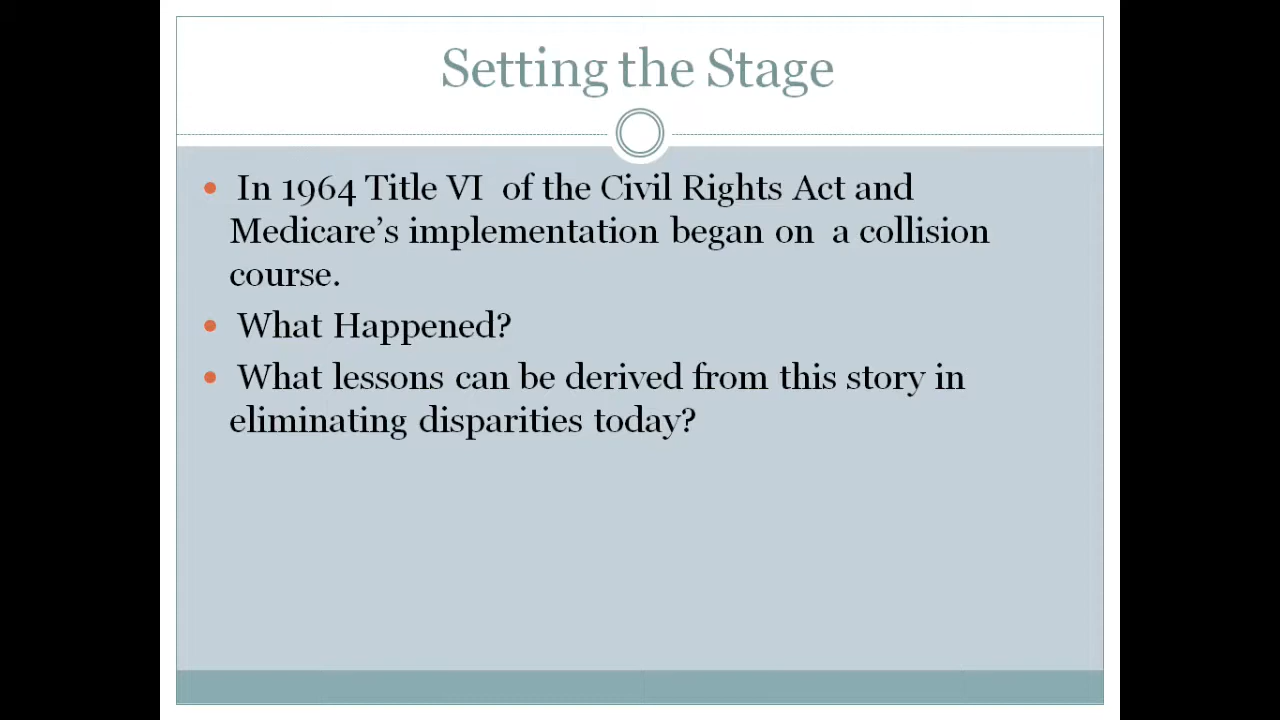 Setting the Stage
• In 1964 Title VI  of the Civil Rights Act and
Medicare’s implementation began on  a collision
course.
• What Happened?
• What lessons can be derived from this story in
eliminating disparities today?